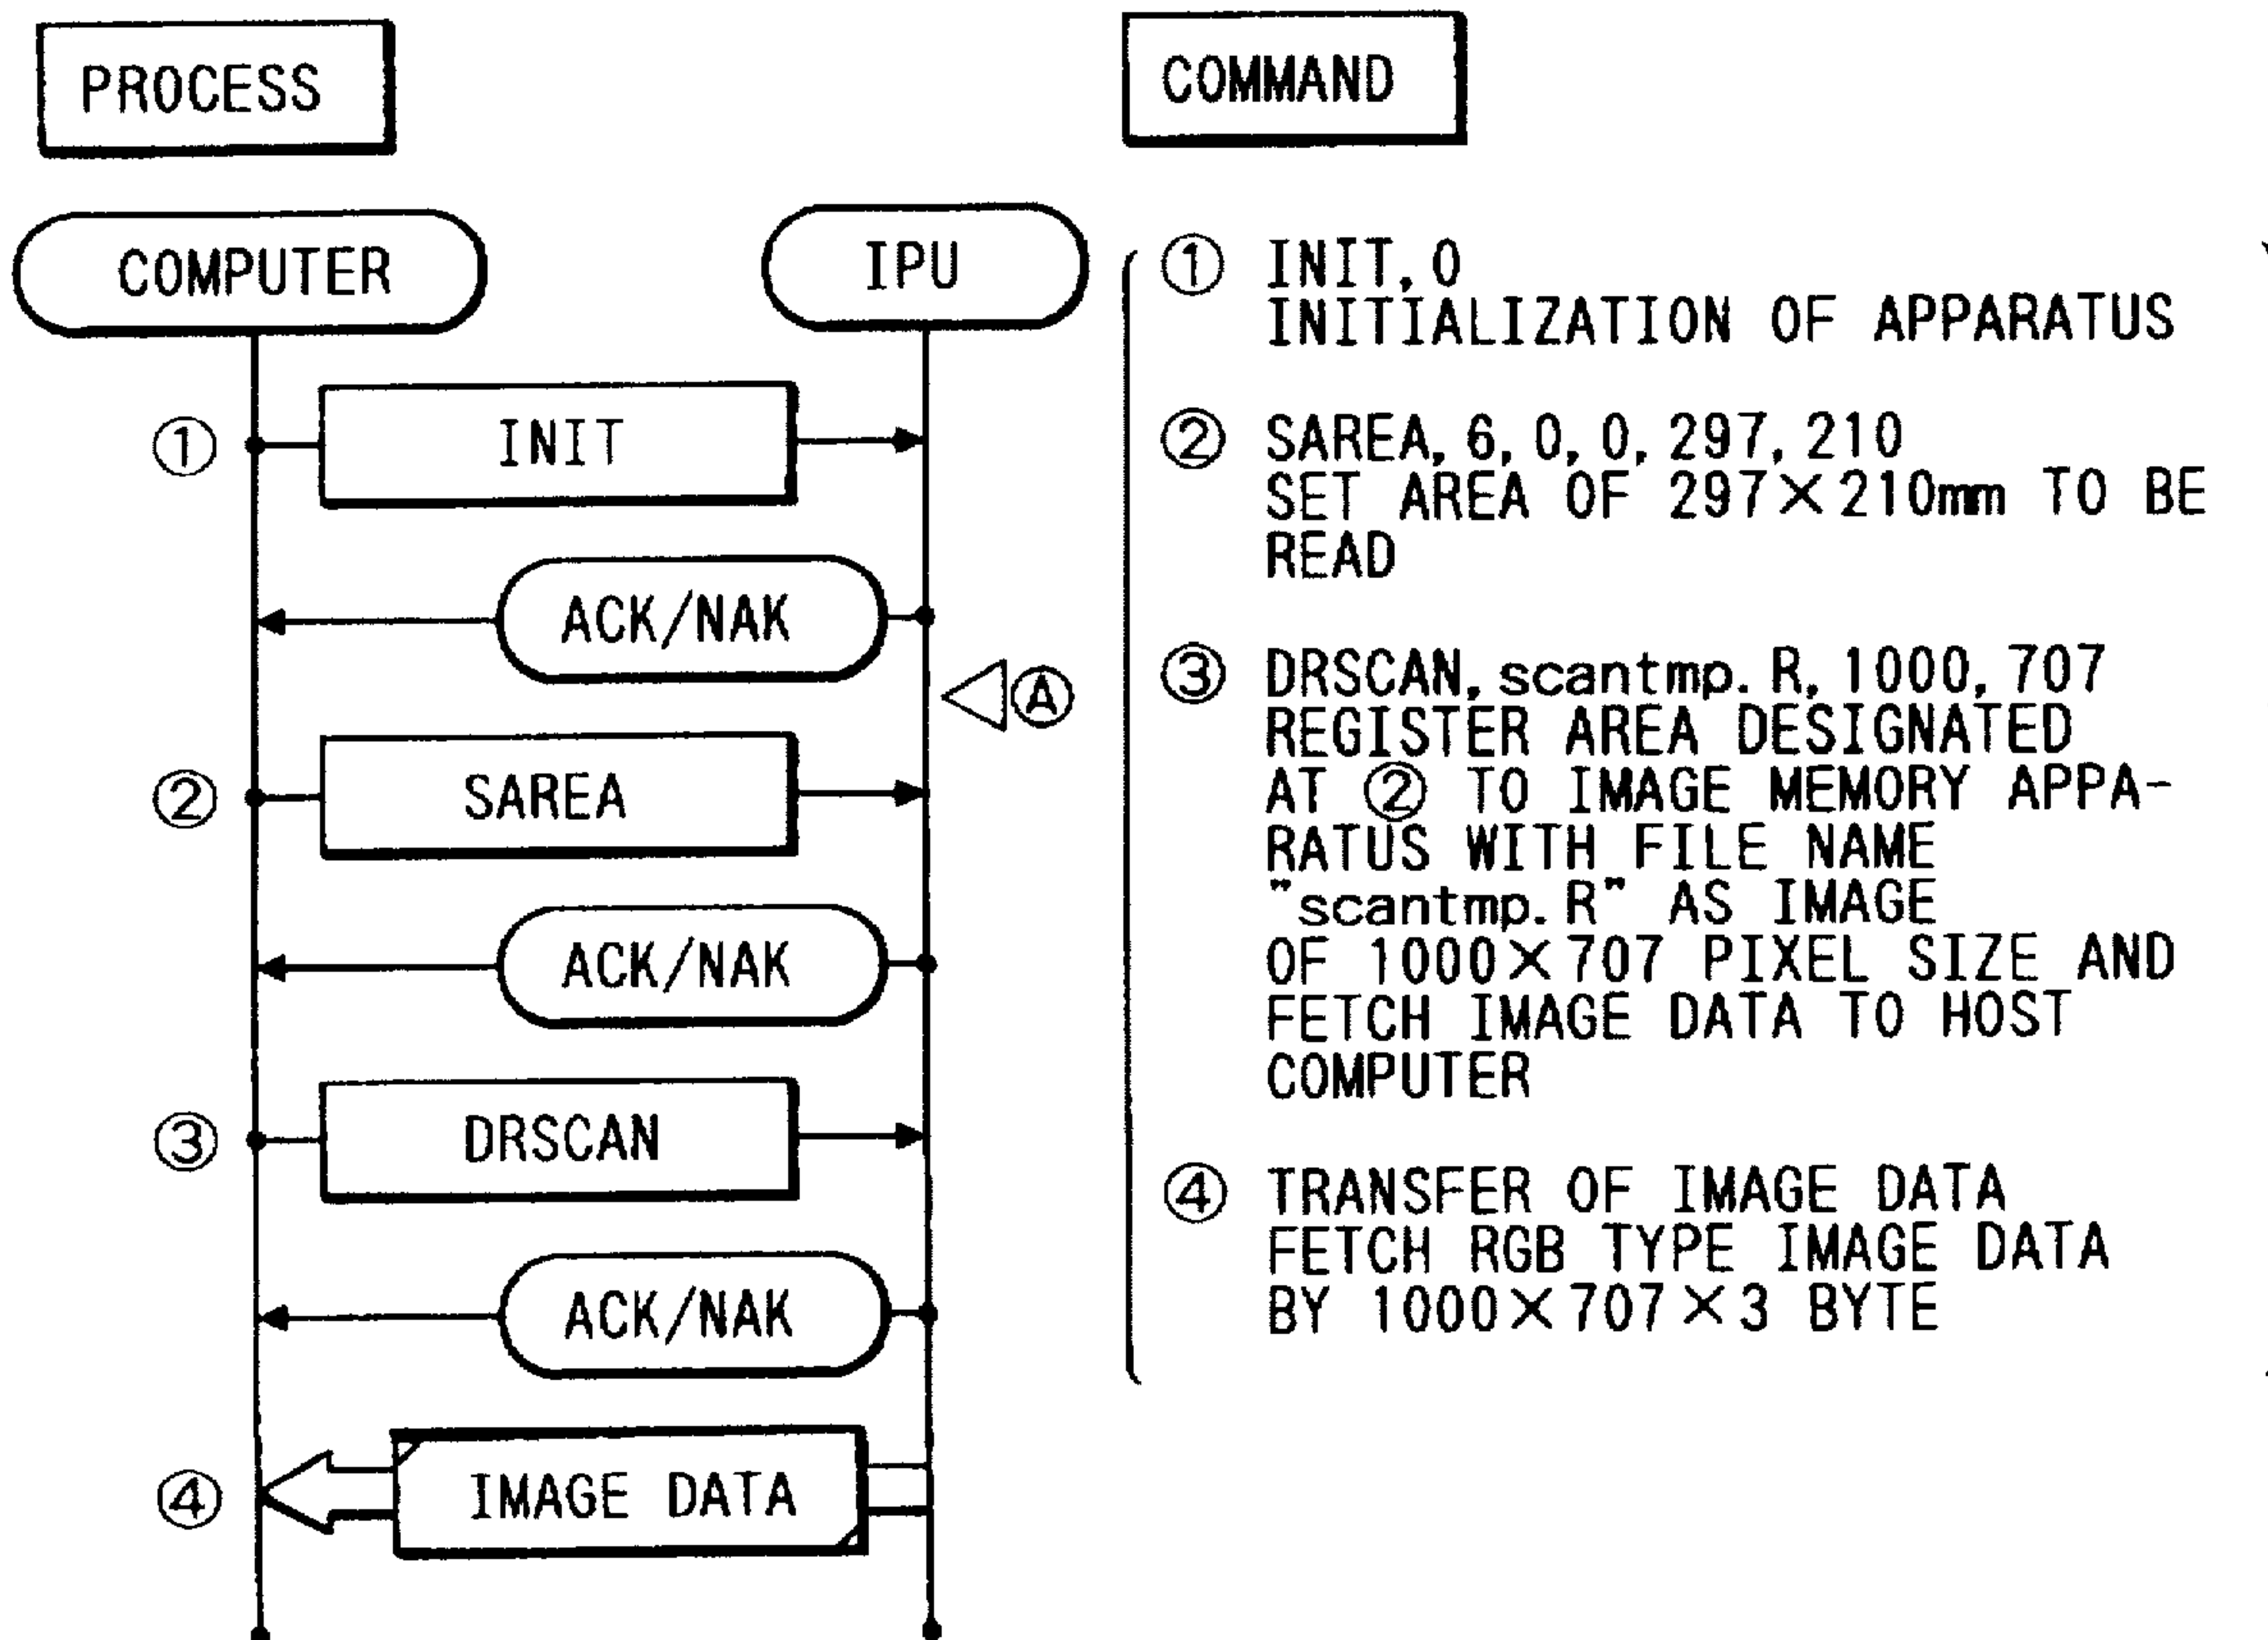 PROCESS
COMMAND
COMPUTER
IPU
① INIT
ACK/NAK
Ⓐ
② SAREA
ACK/NAK
③ DRSCAN
ACK/NAK
④ IMAGE DATA
① INIT,0
INITIALIZATION OF APPARATUS
② SAREA,6,0,0,297,210
SET AREA OF 297×210mm TO BE
READ
③ DRSCAN,scantmp.R,1000,707
REGISTER AREA DESIGNATED
AT ② TO IMAGE MEMORY APPA-
RATUS WITH FILE NAME
"scantmp.R" AS IMAGE
OF 1000×707 PIXEL SIZE AND
FETCH IMAGE DATA TO HOST
COMPUTER
④ TRANSFER OF IMAGE DATA
FETCH RGB TYPE IMAGE DATA
BY 1000×707×3 BYTE